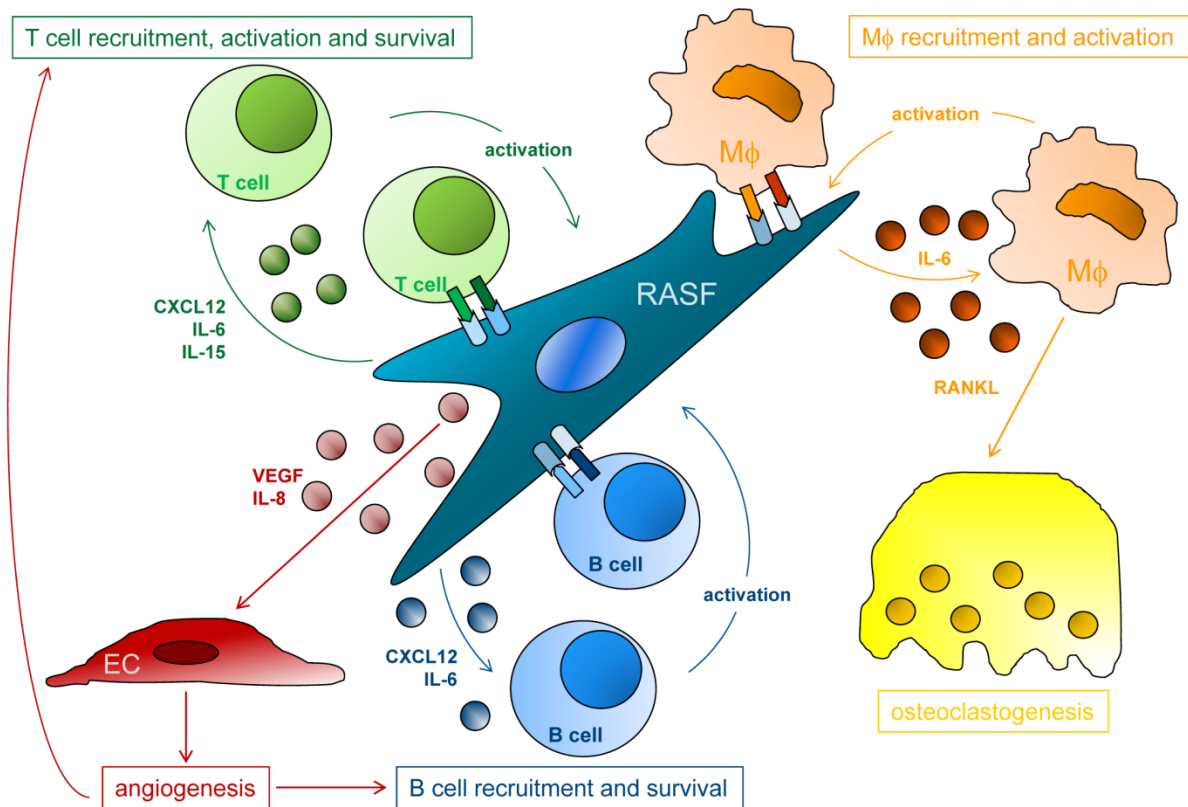 T cell recruitment, activation and survival
Mϕ recruitment and activation
activation
T cell
activation
Mϕ
T cell
RASF
IL-6
Mϕ
CXCL12
IL-6
IL-15
RANKL
VEGF
IL-8
B cell
activation
EC
CXCL12
IL-6
B cell
osteoclastogenesis
angiogenesis
B cell recruitment and survival